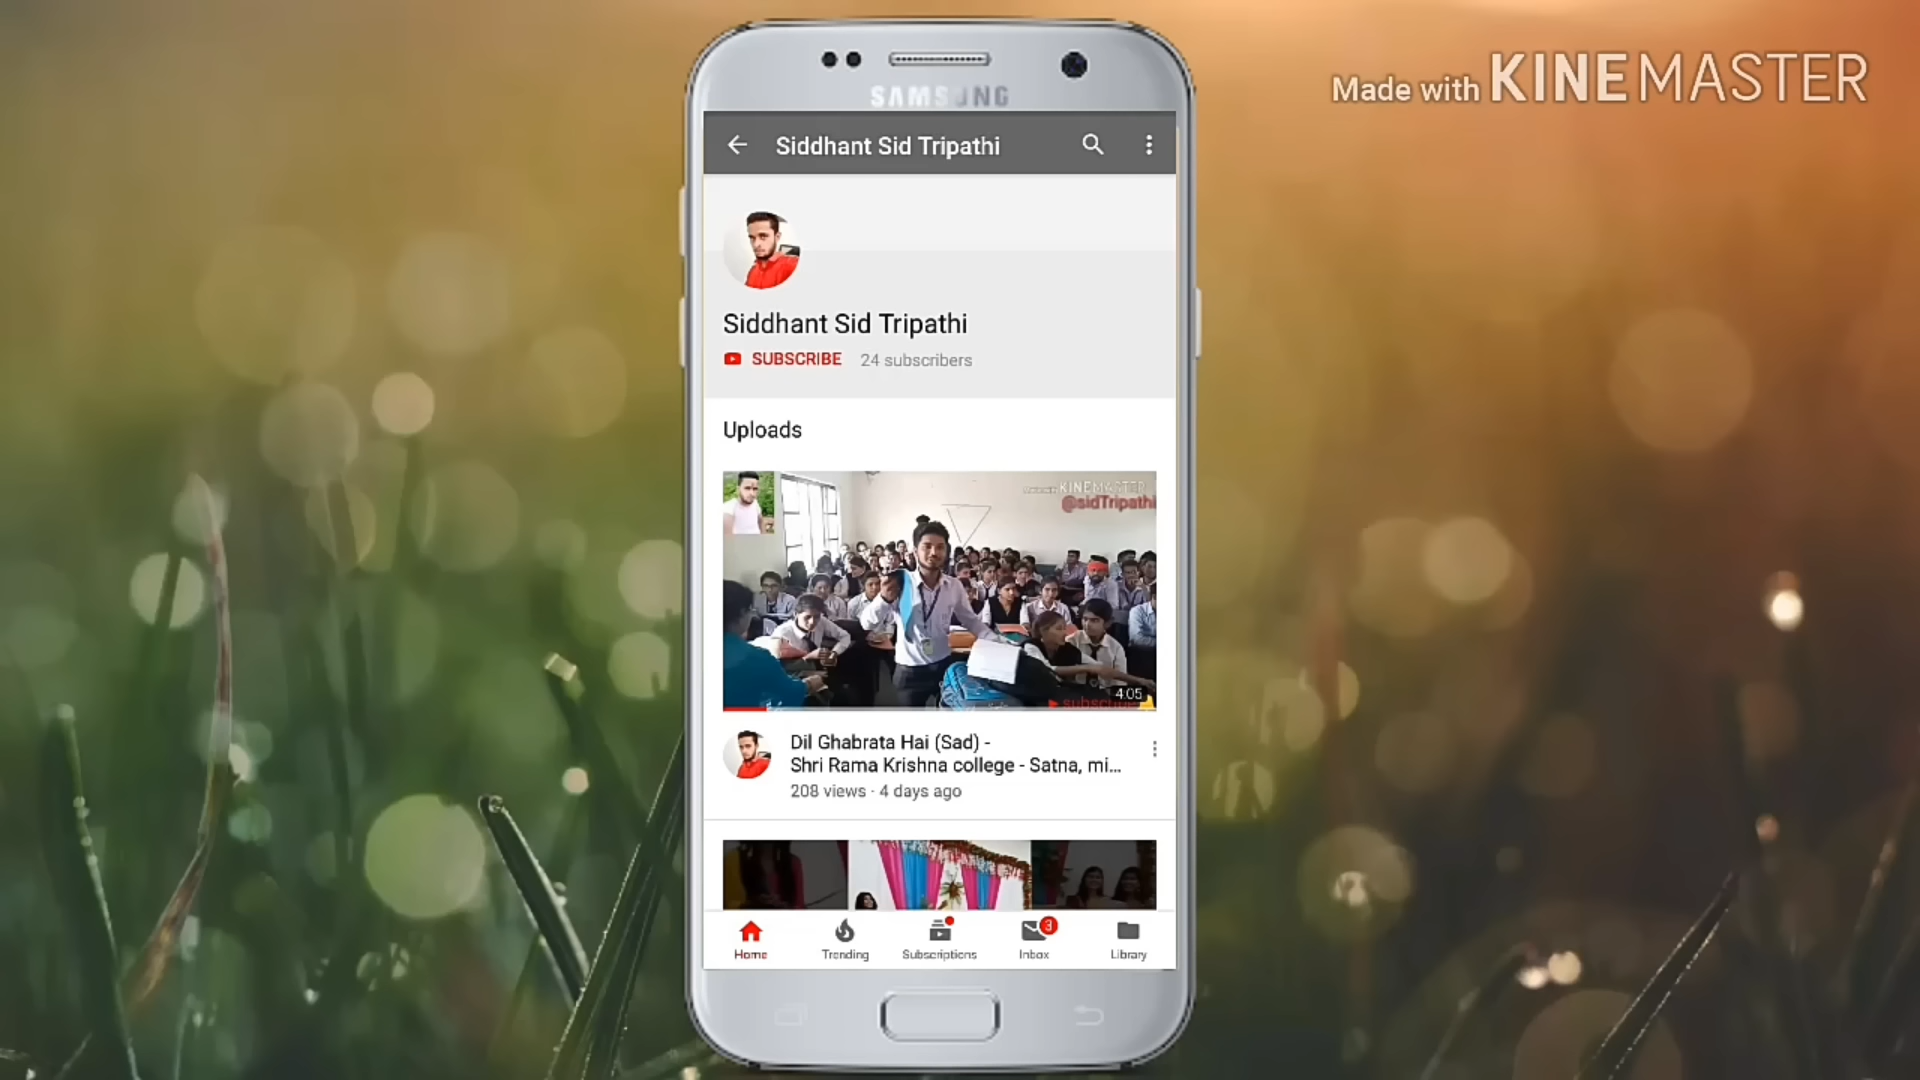 Made with KINEMASTER
SAMSUNG
Siddhant Sid Tripathi
Siddhant Sid Tripathi
SUBSCRIBE 24 subscribers
Uploads
KINEMASTER
@sidTripathi
4:05
subscribe
Dil Ghabrata Hai (Sad) -
Shri Rama Krishna college - Satna, mi...
208 views · 4 days ago
3
Home Trending Subscriptions Inbox Library